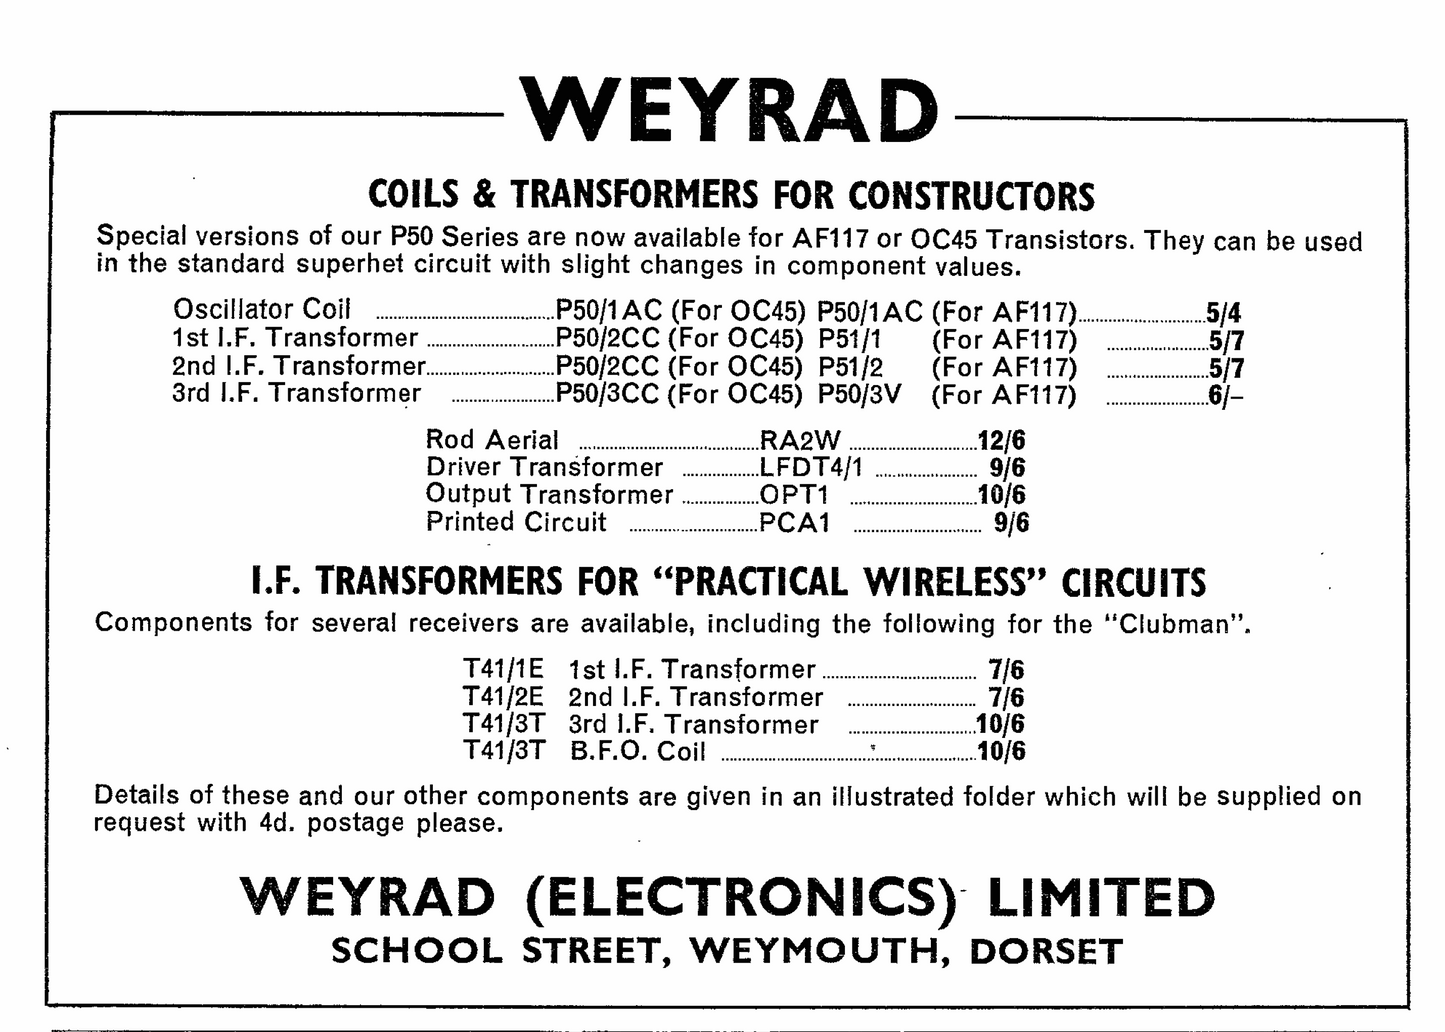 WEYRAD
COILS & TRANSFORMERS FOR CONSTRUCTORS
Special versions of our P50 Series are now available for AF117 or OC45 Transistors. They can be used
in the standard superhet circuit with slight changes in component values.
Oscillator Coil ........ P50/1AC (For OC45) P50/1AC (For AF117) ........ 5/4
1st I.F. Transformer ........ P50/2CC (For OC45) P51/1 (For AF117) ........ 5/7
2nd I.F. Transformer ........ P50/2CC (For OC45) P51/2 (For AF117) ........ 5/7
3rd I.F. Transformer ........ P50/3CC (For OC45) P50/3V (For AF117) ........ 6/–
Rod Aerial ........ RA2W ........ 12/6
Driver Transformer ........ LFDT4/1 ........ 9/6
Output Transformer ........ OPT1 ........ 10/6
Printed Circuit ........ PCA1 ........ 9/6
I.F. TRANSFORMERS FOR “PRACTICAL WIRELESS” CIRCUITS
Components for several receivers are available, including the following for the “Clubman”.
T41/1E 1st I.F. Transformer ........ 7/6
T41/2E 2nd I.F. Transformer ........ 7/6
T41/3T 3rd I.F. Transformer ........ 10/6
T41/3T B.F.O. Coil ........ 10/6
Details of these and our other components are given in an illustrated folder which will be supplied on
request with 4d. postage please.
WEYRAD (ELECTRONICS) LIMITED
SCHOOL STREET, WEYMOUTH, DORSET